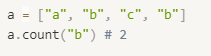 a = ["a", "b", "c", "b"]
a.count("b") # 2